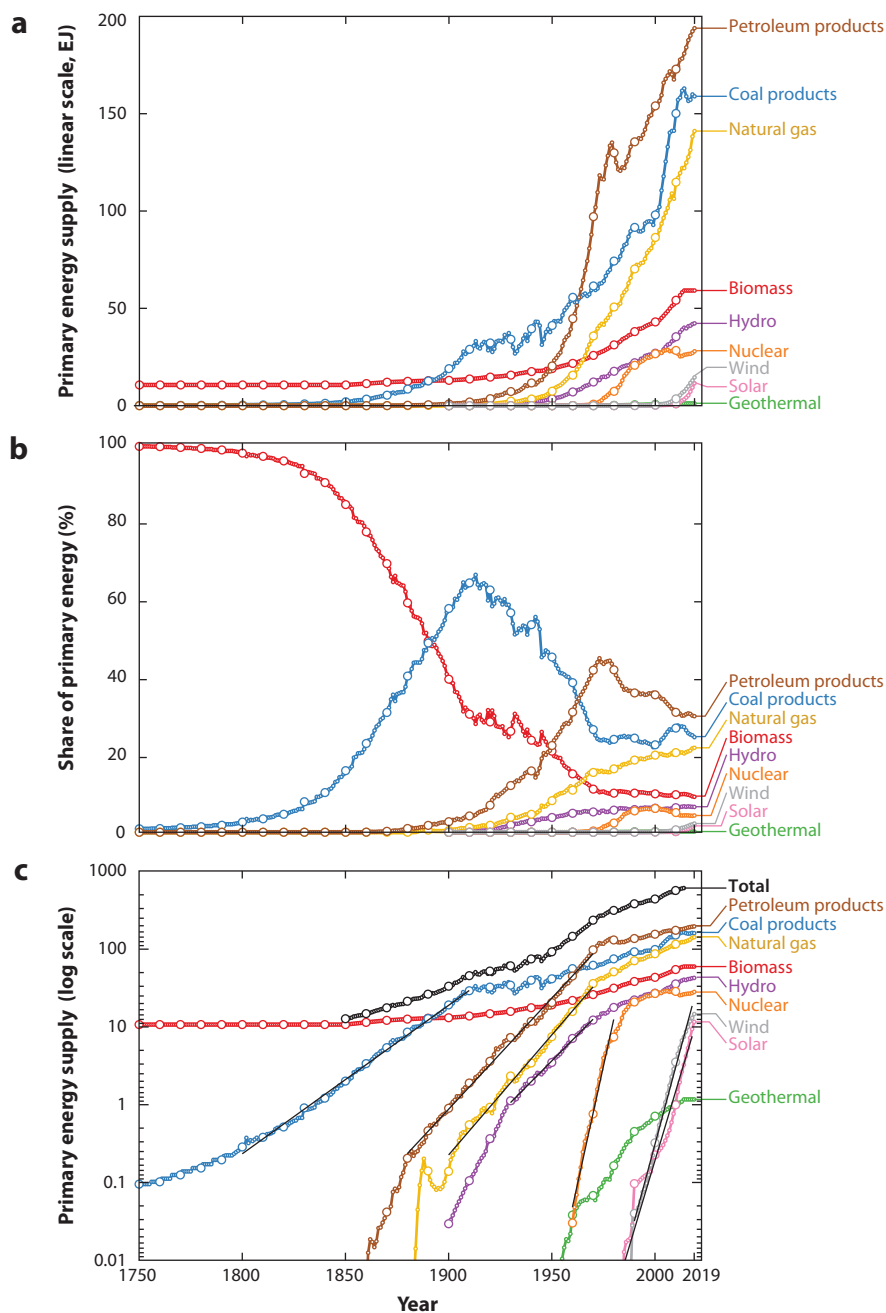 a
Primary energy supply (linear scale, EJ)
200
150
100
50
0
Petroleum products
Coal products
Natural gas
Biomass
Hydro
Nuclear
Wind
Solar
Geothermal
b
Share of primary energy (%)
100
80
60
40
20
0
Petroleum products
Coal products
Natural gas
Biomass
Hydro
Nuclear
Wind
Solar
Geothermal
c
Primary energy supply (log scale)
1000
100
10
1
0.1
0.01
Total
Petroleum products
Coal products
Natural gas
Biomass
Hydro
Nuclear
Wind
Solar
Geothermal
1750 1800 1850 1900 1950 2000 2019
Year